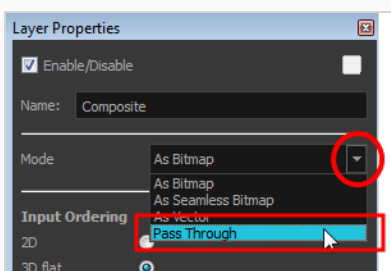 Layer Properties
Enable/Disable
Name: Composite
Mode As Bitmap
As Bitmap
As Seamless Bitmap
As Vector
Pass Through
Input Ordering
2D
3D flat